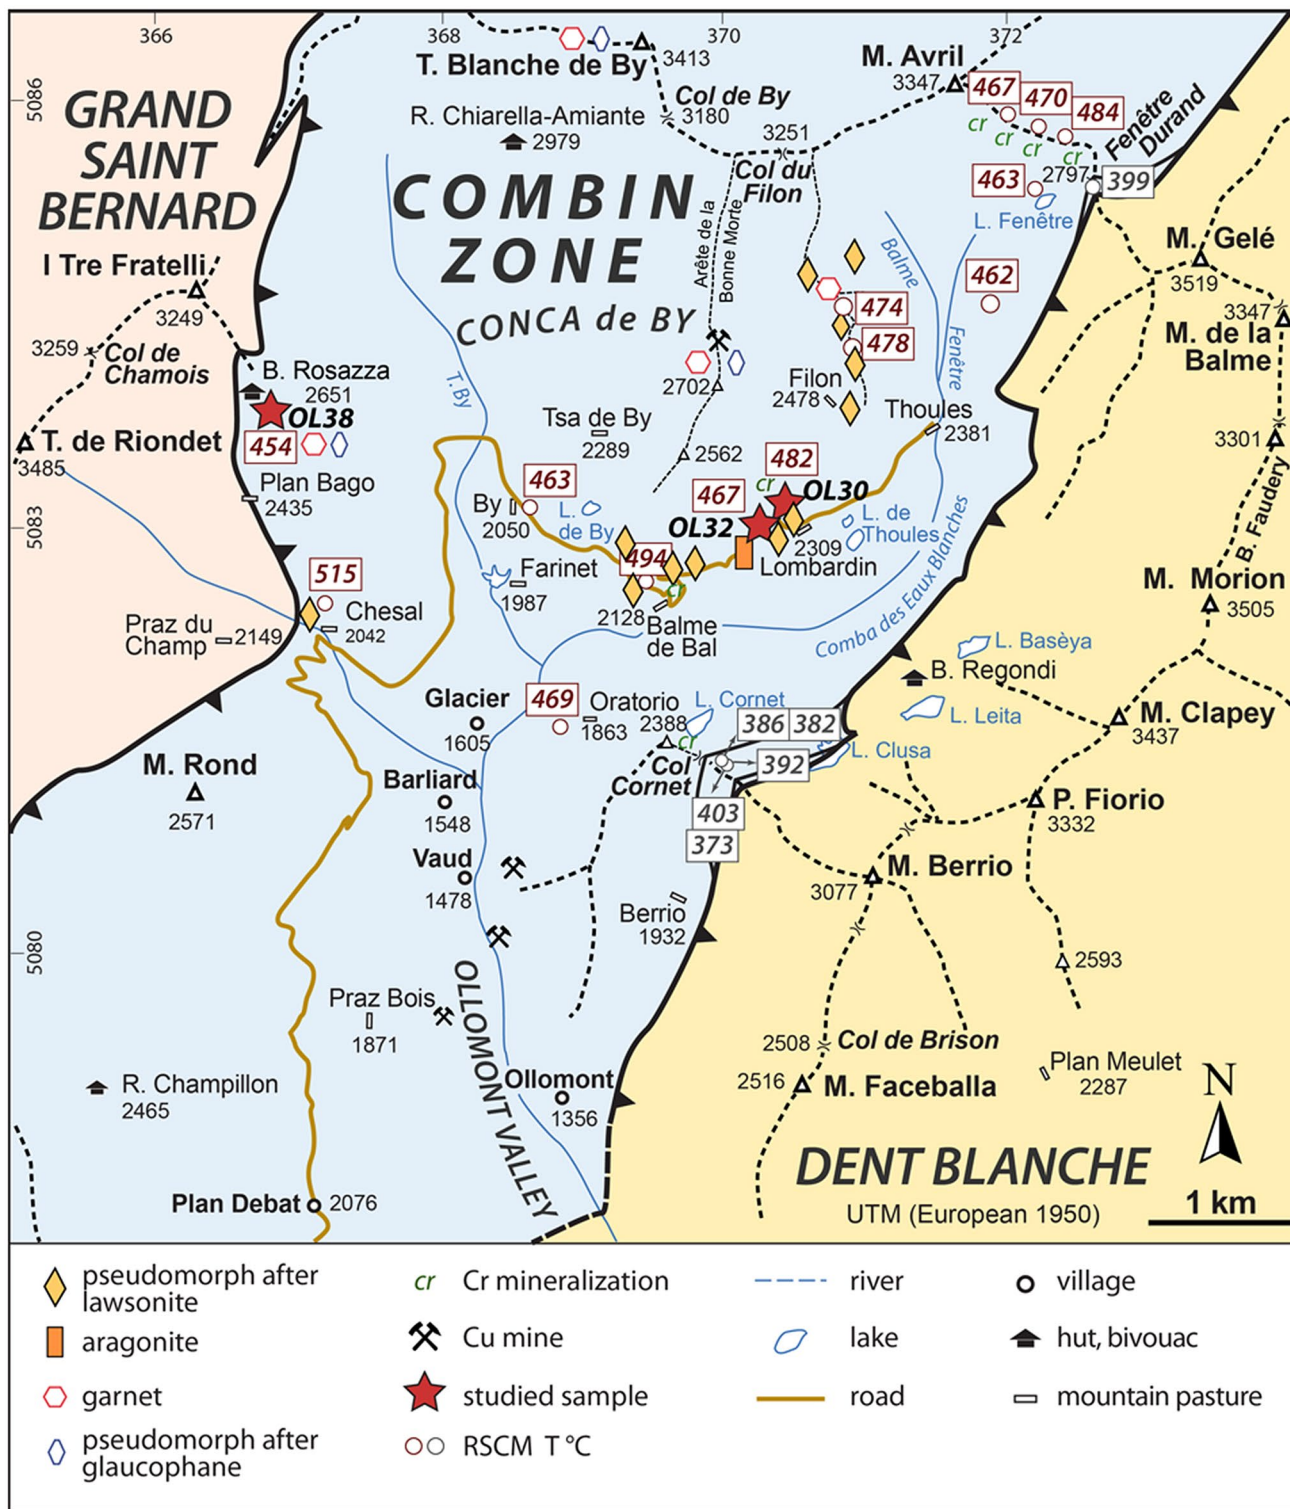 366
368
370
372
5086
5083
5080
GRAND
SAINT
BERNARD
COMBIN
ZONE
CONCA de BY
T. Blanche de By
3413
Col de By
3180
R. Chiarella-Amiante
2979
M. Avril
3347
467
470
484
cr
cr
cr
cr
Fenêtre
Durand
2797
399
463
L. Fenêtre
3251
Col du
Filon
Arête de la
Bonne Morte
Balme
Fenêtre
462
M. Gelé
3519
3347
M. de la
Balme
3301
B. Faudery
I Tre Fratelli
3249
3259
Col de
Chamois
T. de Riondet
3485
B. Rosazza
2651
OL38
454
Plan Bago
2435
T. By
474
478
2702
Filon
2478
Thoules
2381
Tsa de By
2289
2562
482
cr
467
OL30
OL32
463
By
2050
L.
de By
L. de
Thoules
2309
Lombardin
494
cr
Farinet
1987
2128
Balme
de Bal
Comba des Eaux Blanches
515
Chesal
2042
Praz du
Champ
2149
M. Morion
3505
L. Basèya
B. Regondi
L. Leita
M. Clapey
3437
Glacier
1605
469
Oratorio
1863
2388
L. Cornet
cr
Col
Cornet
386
382
392
403
373
L. Clusa
M. Rond
2571
Barliard
1548
Vaud
1478
P. Fiorio
3332
M. Berrio
3077
Berrio
1932
2593
Praz Bois
1871
OLLOMONT VALLEY
2508
Col de Brison
2516
M. Faceballa
Plan Meulet
2287
R. Champillon
2465
Ollomont
1356
Plan Debat
2076
N
DENT BLANCHE
UTM (European 1950)
1 km
pseudomorph after
lawsonite
aragonite
garnet
pseudomorph after
glaucophane
cr
Cr mineralization
Cu mine
studied sample
RSCM T °C
river
lake
road
village
hut, bivouac
mountain pasture